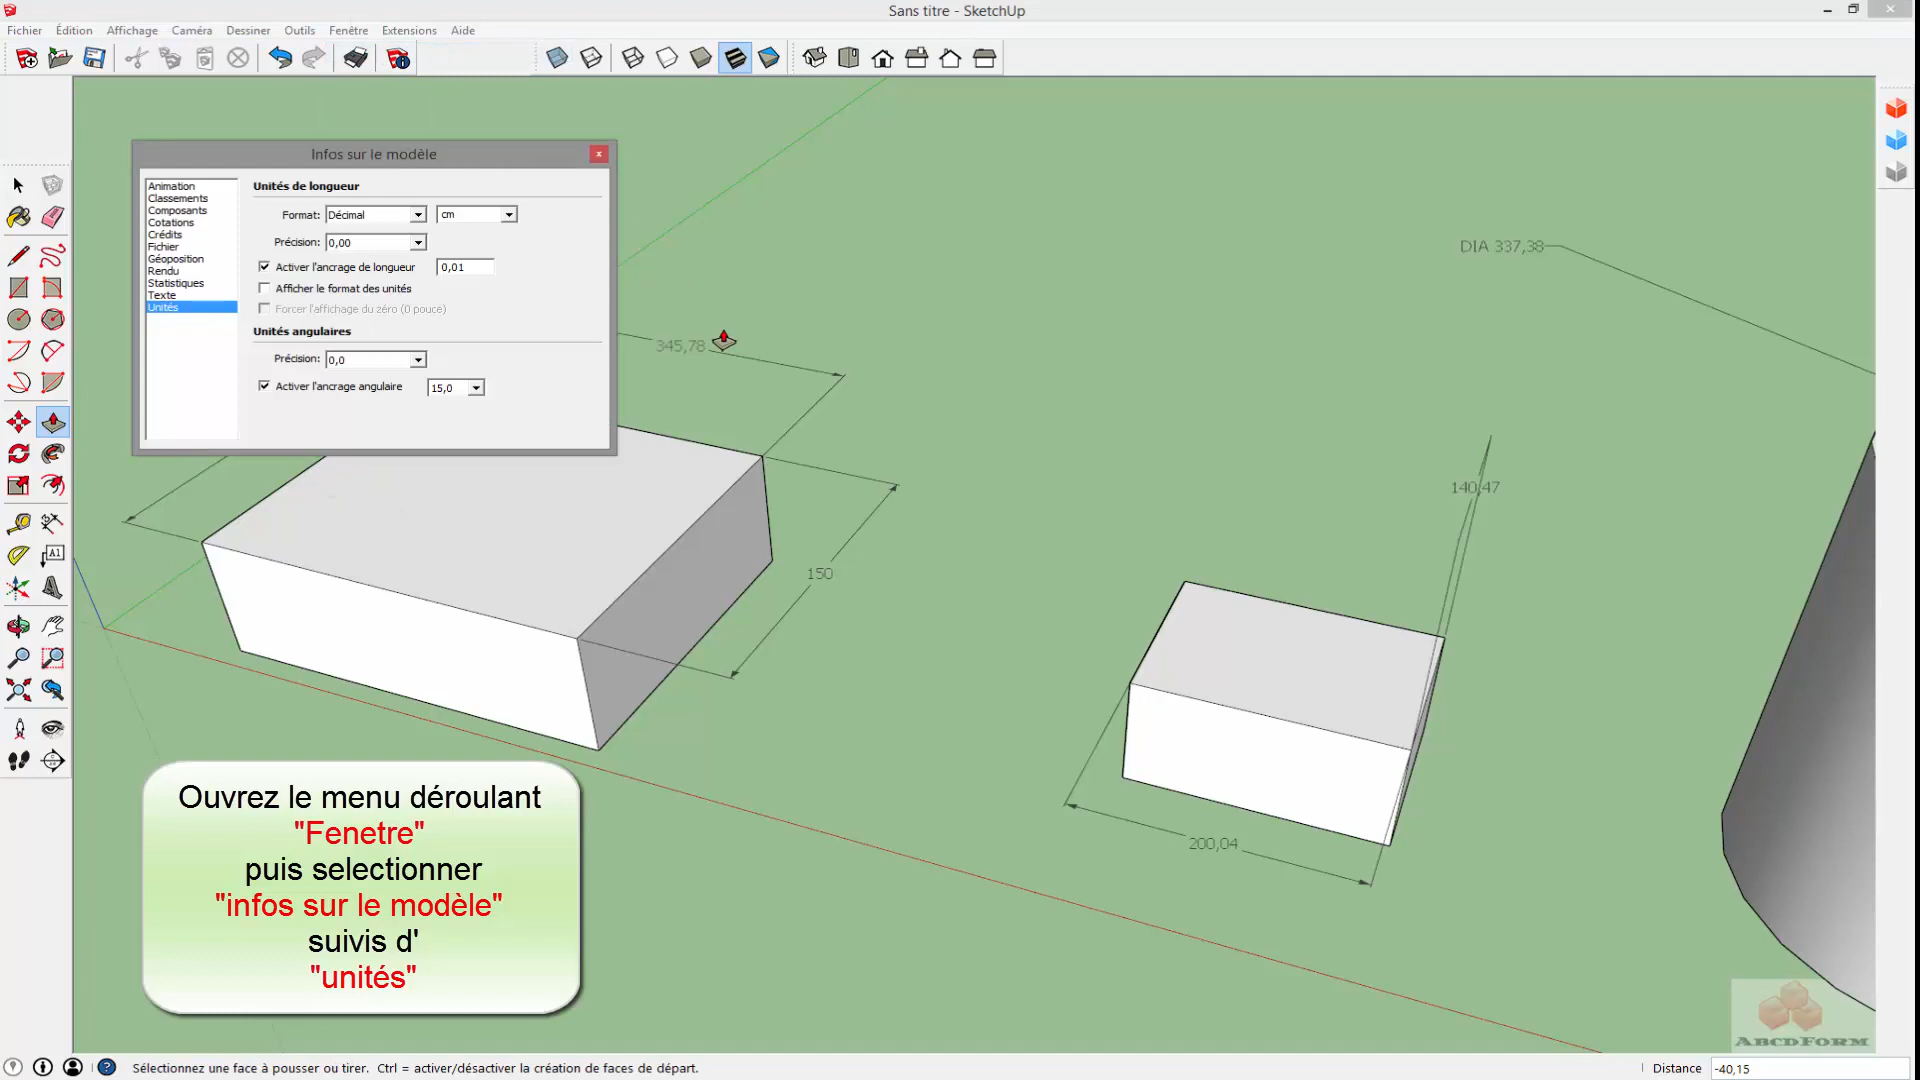 Sans titre - SketchUp
Fichier Édition Affichage Caméra Dessiner Outils Fenêtre Extensions Aide
Infos sur le modèle
Animation
Classements
Composants
Cotations
Crédits
Fichier
Géoposition
Rendu
Statistiques
Texte
Unités
Unités de longueur
Format: Décimal cm
Précision: 0,00
Activer l'ancrage de longueur 0,01
Afficher le format des unités
Forcer l'affichage du zéro (0 pouce)
Unités angulaires
Précision: 0,0
Activer l'ancrage angulaire 15,0
DIA 337,38
345,78
140,47
150
200,04
A1
Ouvrez le menu déroulant
"Fenetre"
puis selectionner
"infos sur le modèle"
suivis d'
"unités"
ABCDFORM
Sélectionnez une face à pousser ou tirer. Ctrl = activer/désactiver la création de faces de départ.
Distance -40,15